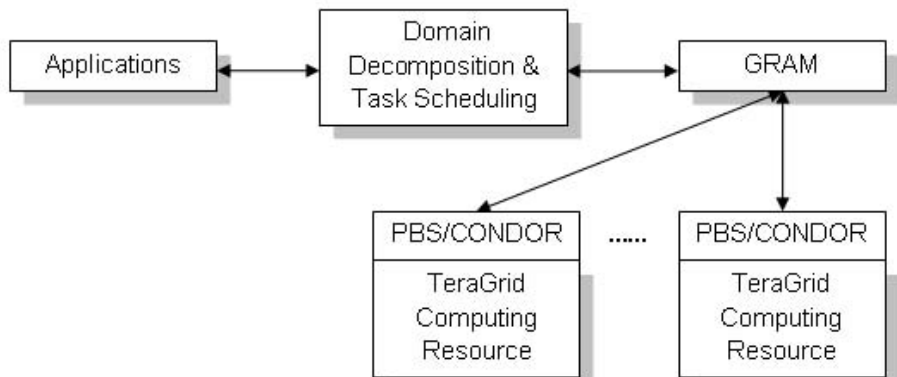 Applications
Domain
Decomposition &
Task Scheduling
GRAM
PBS/CONDOR
TeraGrid
Computing
Resource
......
PBS/CONDOR
TeraGrid
Computing
Resource